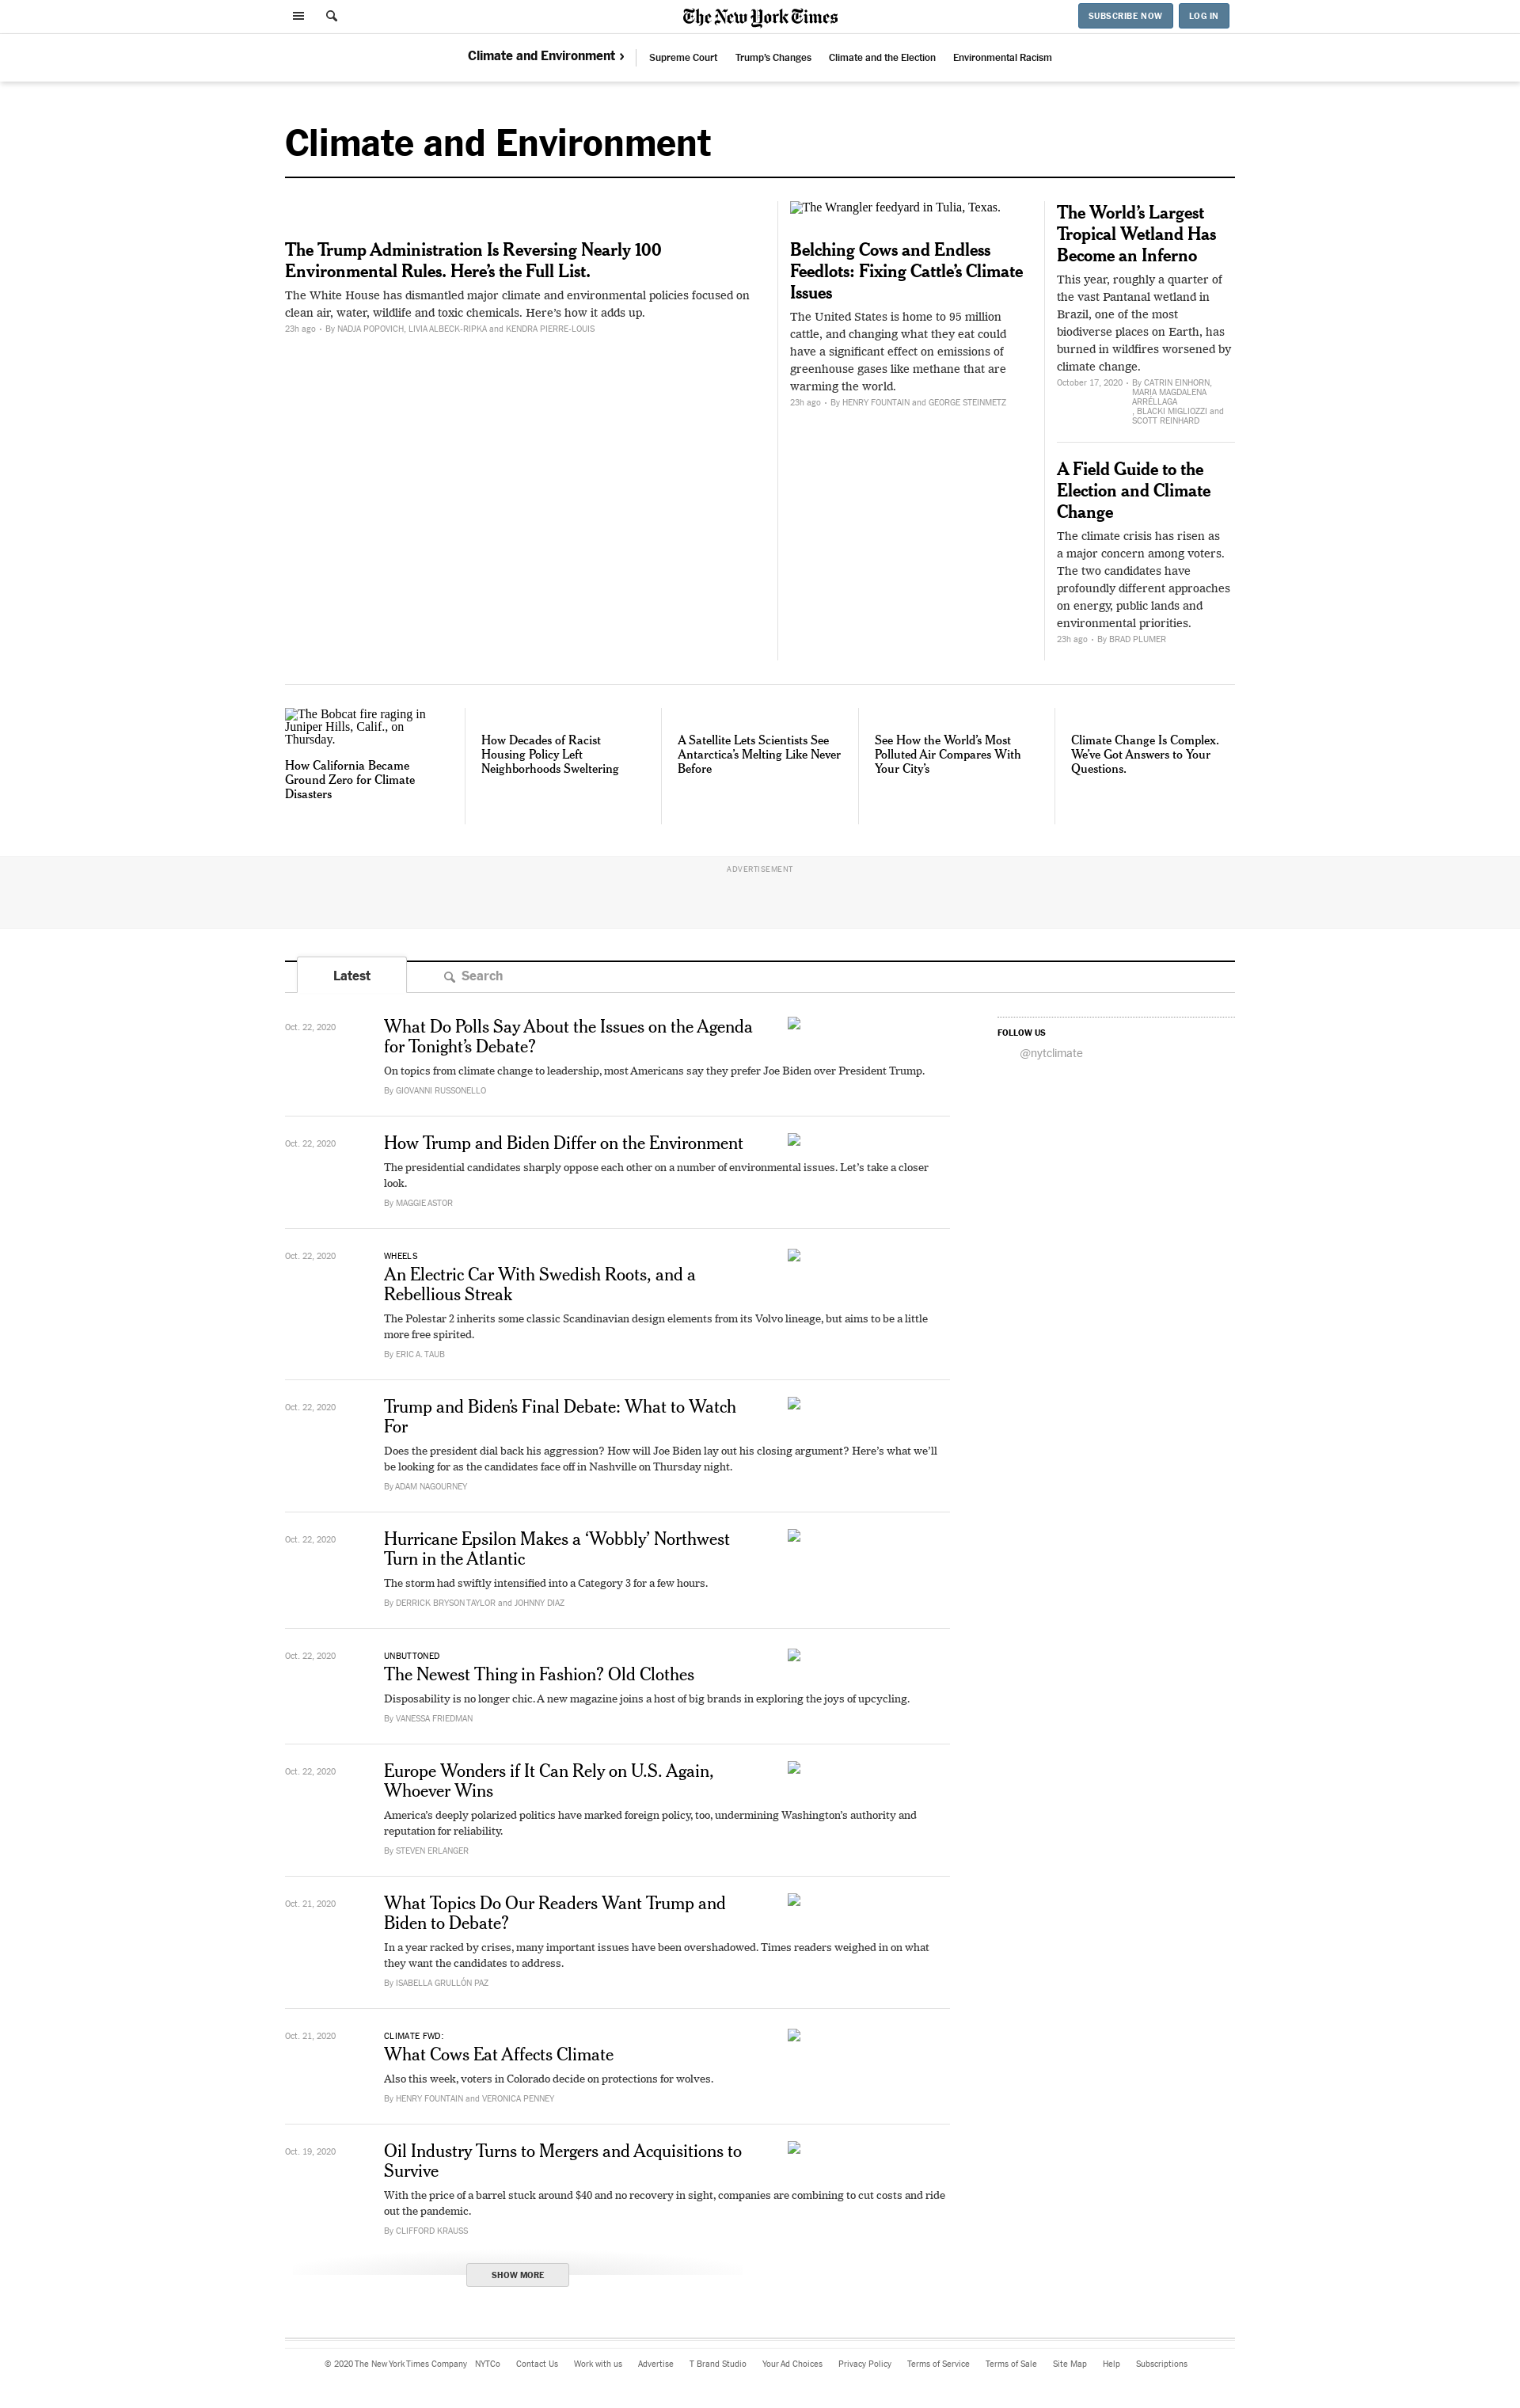 The New York Times
SUBSCRIBE NOW
LOG IN
Climate and Environment ›
Supreme Court
Trump’s Changes
Climate and the Election
Environmental Racism
Climate and Environment
The Trump Administration Is Reversing Nearly 100
Environmental Rules. Here’s the Full List.
The White House has dismantled major climate and environmental policies focused on
clean air, water, wildlife and toxic chemicals. Here’s how it adds up.
23h ago • By NADJA POPOVICH, LIVIA ALBECK-RIPKA and KENDRA PIERRE-LOUIS
The Wrangler feedyard in Tulia, Texas.
Belching Cows and Endless
Feedlots: Fixing Cattle’s Climate
Issues
The United States is home to 95 million
cattle, and changing what they eat could
have a significant effect on emissions of
greenhouse gases like methane that are
warming the world.
23h ago • By HENRY FOUNTAIN and GEORGE STEINMETZ
The World’s Largest
Tropical Wetland Has
Become an Inferno
This year, roughly a quarter of
the vast Pantanal wetland in
Brazil, one of the most
biodiverse places on Earth, has
burned in wildfires worsened by
climate change.
October 17, 2020 • By CATRIN EINHORN,
MARIA MAGDALENA
ARRÉLLAGA
, BLACKI MIGLIOZZI and
SCOTT REINHARD
A Field Guide to the
Election and Climate
Change
The climate crisis has risen as
a major concern among voters.
The two candidates have
profoundly different approaches
on energy, public lands and
environmental priorities.
23h ago • By BRAD PLUMER
The Bobcat fire raging in
Juniper Hills, Calif., on
Thursday.
How California Became
Ground Zero for Climate
Disasters
How Decades of Racist
Housing Policy Left
Neighborhoods Sweltering
A Satellite Lets Scientists See
Antarctica’s Melting Like Never
Before
See How the World’s Most
Polluted Air Compares With
Your City’s
Climate Change Is Complex.
We’ve Got Answers to Your
Questions.
ADVERTISEMENT
Latest
Search
Oct. 22, 2020
What Do Polls Say About the Issues on the Agenda
for Tonight’s Debate?
On topics from climate change to leadership, most Americans say they prefer Joe Biden over President Trump.
By GIOVANNI RUSSONELLO
FOLLOW US
@nytclimate
Oct. 22, 2020
How Trump and Biden Differ on the Environment
The presidential candidates sharply oppose each other on a number of environmental issues. Let’s take a closer
look.
By MAGGIE ASTOR
Oct. 22, 2020
WHEELS
An Electric Car With Swedish Roots, and a
Rebellious Streak
The Polestar 2 inherits some classic Scandinavian design elements from its Volvo lineage, but aims to be a little
more free spirited.
By ERIC A. TAUB
Oct. 22, 2020
Trump and Biden’s Final Debate: What to Watch
For
Does the president dial back his aggression? How will Joe Biden lay out his closing argument? Here’s what we’ll
be looking for as the candidates face off in Nashville on Thursday night.
By ADAM NAGOURNEY
Oct. 22, 2020
Hurricane Epsilon Makes a ‘Wobbly’ Northwest
Turn in the Atlantic
The storm had swiftly intensified into a Category 3 for a few hours.
By DERRICK BRYSON TAYLOR and JOHNNY DIAZ
Oct. 22, 2020
UNBUTTONED
The Newest Thing in Fashion? Old Clothes
Disposability is no longer chic. A new magazine joins a host of big brands in exploring the joys of upcycling.
By VANESSA FRIEDMAN
Oct. 22, 2020
Europe Wonders if It Can Rely on U.S. Again,
Whoever Wins
America’s deeply polarized politics have marked foreign policy, too, undermining Washington’s authority and
reputation for reliability.
By STEVEN ERLANGER
Oct. 21, 2020
What Topics Do Our Readers Want Trump and
Biden to Debate?
In a year racked by crises, many important issues have been overshadowed. Times readers weighed in on what
they want the candidates to address.
By ISABELLA GRULLÓN PAZ
Oct. 21, 2020
CLIMATE FWD:
What Cows Eat Affects Climate
Also this week, voters in Colorado decide on protections for wolves.
By HENRY FOUNTAIN and VERONICA PENNEY
Oct. 19, 2020
Oil Industry Turns to Mergers and Acquisitions to
Survive
With the price of a barrel stuck around $40 and no recovery in sight, companies are combining to cut costs and ride
out the pandemic.
By CLIFFORD KRAUSS
SHOW MORE
© 2020 The New York Times Company NYTCo Contact Us Work with us Advertise T Brand Studio Your Ad Choices Privacy Policy Terms of Service Terms of Sale Site Map Help Subscriptions